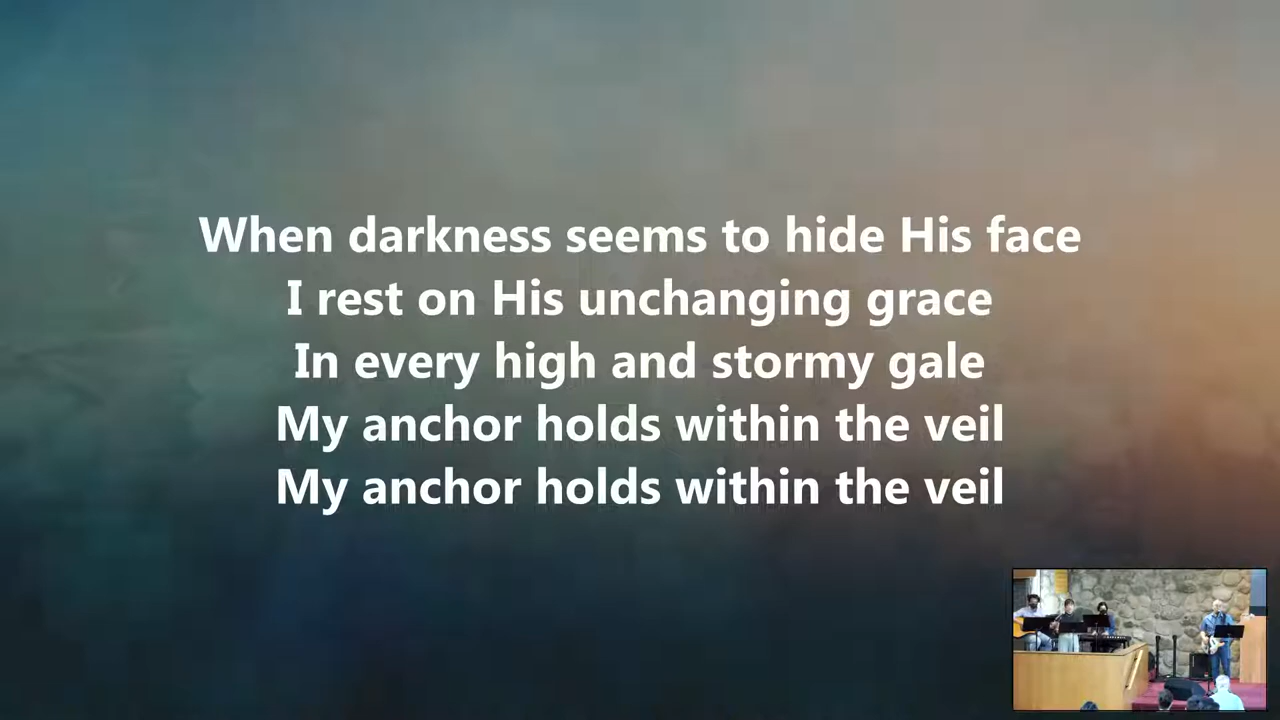 When darkness seems to hide His face
I rest on His unchanging grace
In every high and stormy gale
My anchor holds within the veil
My anchor holds within the veil